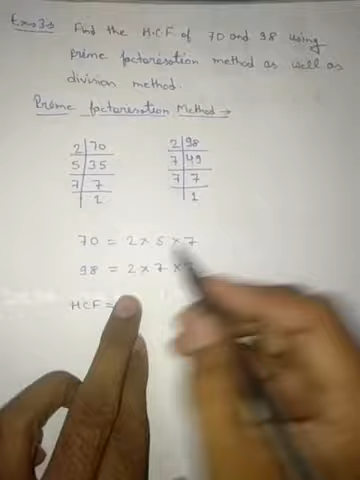 Ex:-3⇒ Find the H.C.F. of 70 and 98 using
prime factorisation method as well as
division method.
Prime factorisation Method →
2 | 70
5 | 35
7 | 7
1
2 | 98
7 | 49
7 | 7
1
70 = 2 × 5 × 7
98 = 2 × 7 × 7
HCF =